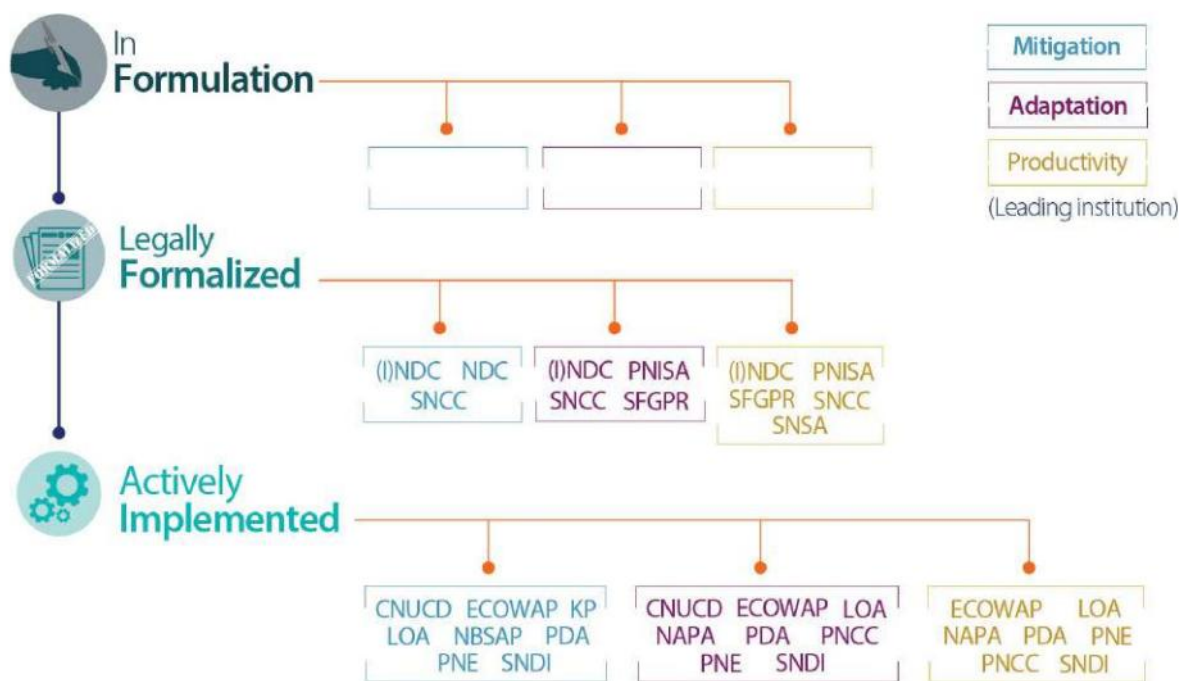 In
Formulation
Mitigation
Adaptation
Productivity
(Leading institution)
FORMALIZED
Legally
Formalized
(I)NDC NDC
SNCC
(I)NDC PNISA
SNCC SFGPR
(I)NDC PNISA
SFGPR SNCC
SNSA
Actively
Implemented
CNUCD ECOWAP KP
LOA NBSAP PDA
PNE SNDI
CNUCD ECOWAP LOA
NAPA PDA PNCC
PNE SNDI
ECOWAP LOA
NAPA PDA PNE
PNCC SNDI